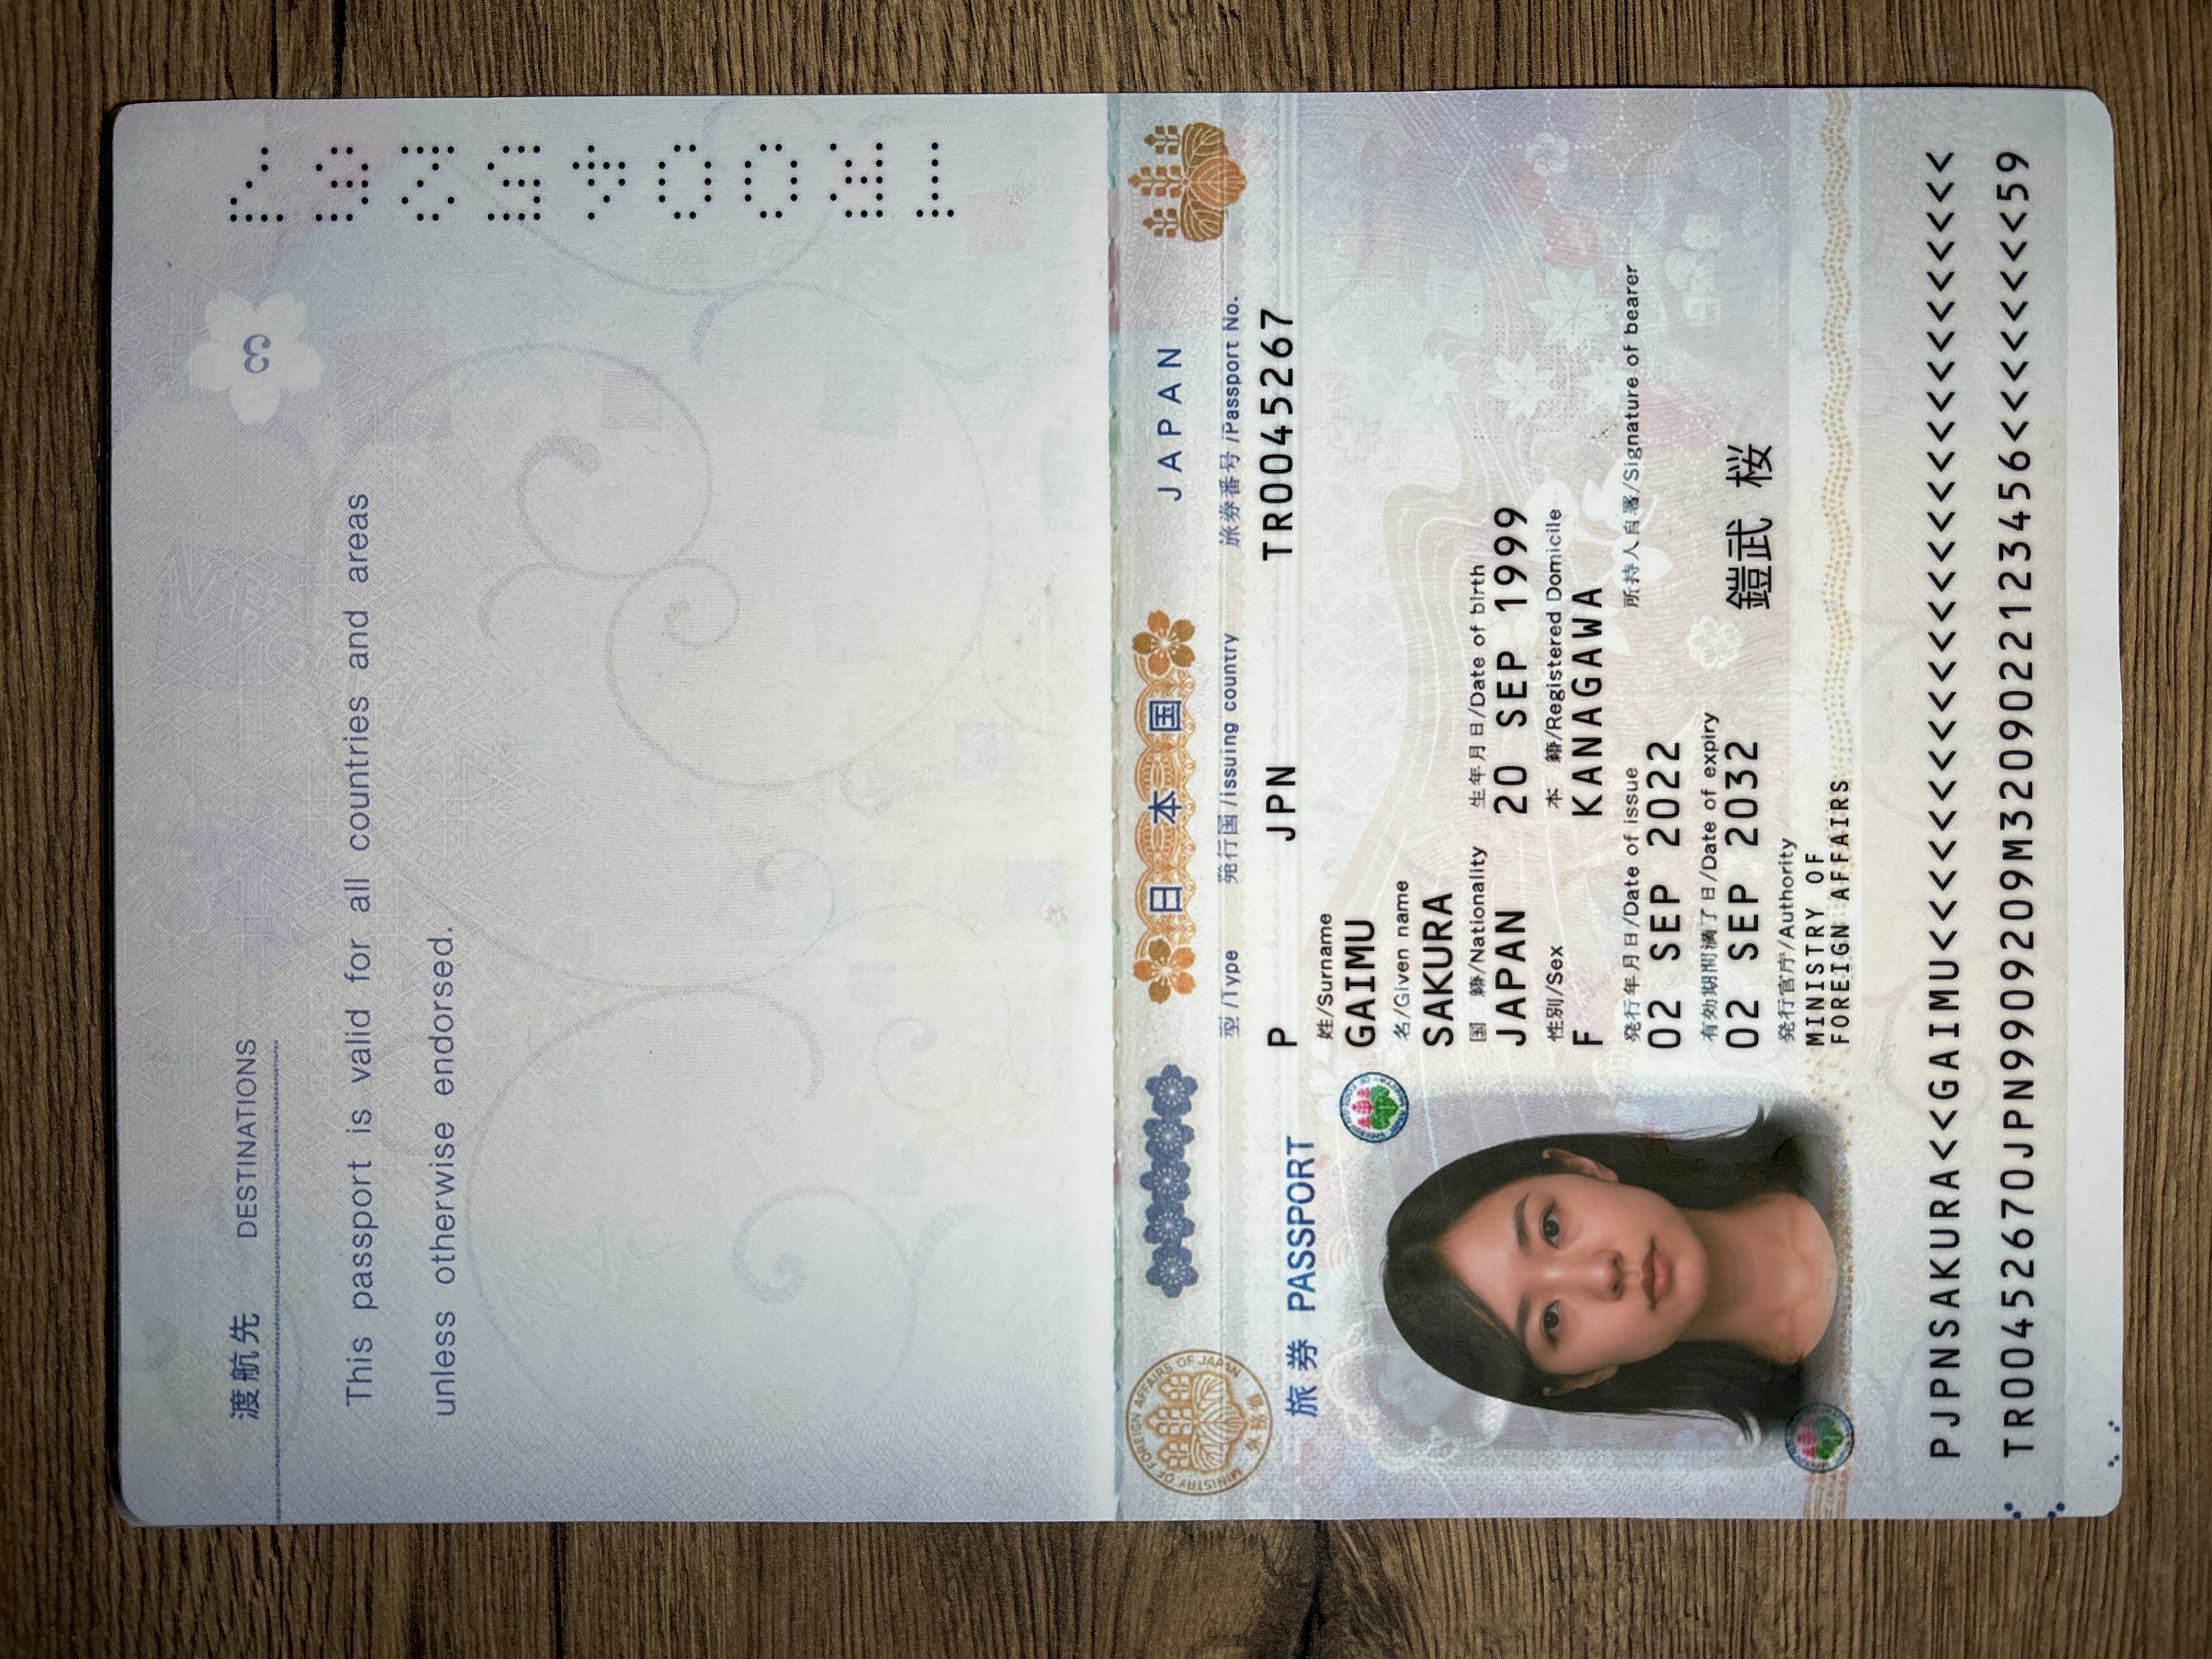 渡航先 DESTINATIONS
This passport is valid for all countries and areas
unless otherwise endorsed.
3
TR0045267
MINISTRY OF FOREIGN AFFAIRS OF JAPAN
外務省
日本国 JAPAN
型/Type 発行国/issuing country 旅券番号/Passport No.
旅券 PASSPORT
P JPN TR0045267
姓/Surname
GAIMU
名/Given name
SAKURA
国 籍/Nationality 生年月日/Date of birth
JAPAN 20 SEP 1999
性別/Sex 本 籍/Registered Domicile
F KANAGAWA
発行年月日/Date of issue 所持人自署/Signature of bearer
02 SEP 2022
有効期間満了日/Date of expiry
02 SEP 2032
鎧武 桜
発行官庁/Authority
MINISTRY OF
FOREIGN AFFAIRS
PJPNSAKURA<<GAIMU<<<<<<<<<<<<<<<<<<<<<<<<<<<
TR00452670JPN9909209M3209022123456<<<<<<<<59